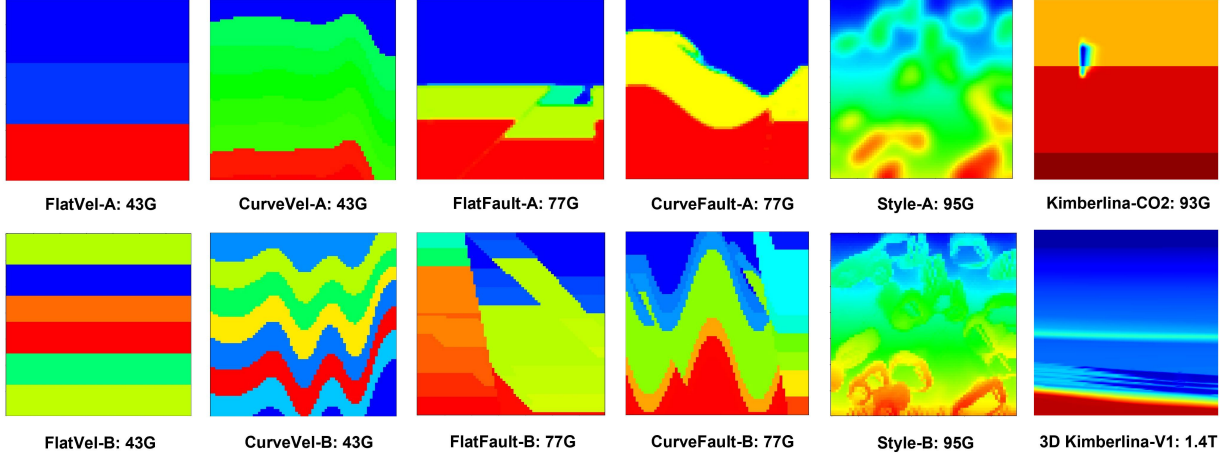 FlatVel-A: 43G
CurveVel-A: 43G
FlatFault-A: 77G
CurveFault-A: 77G
Style-A: 95G
Kimberlina-CO2: 93G
FlatVel-B: 43G
CurveVel-B: 43G
FlatFault-B: 77G
CurveFault-B: 77G
Style-B: 95G
3D Kimberlina-V1: 1.4T